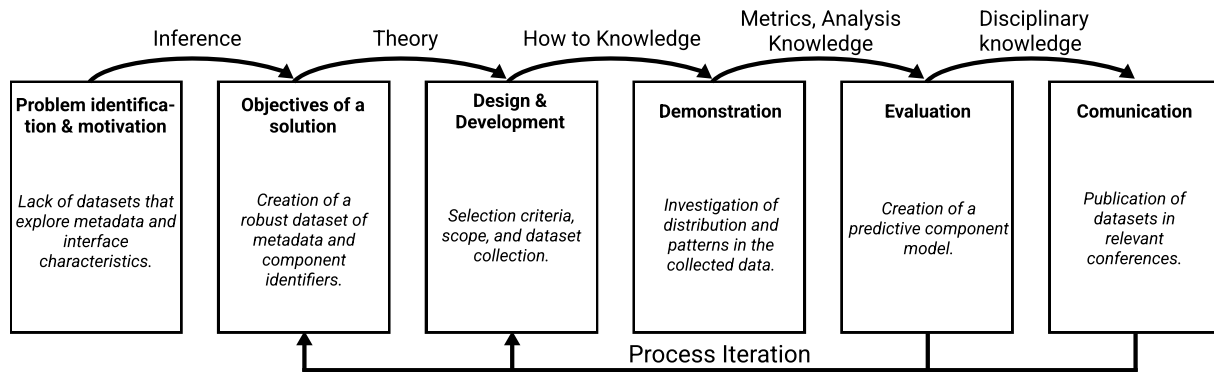 Inference
Theory
How to Knowledge
Metrics, Analysis
Knowledge
Disciplinary
knowledge
Problem identifica-
tion & motivation
Lack of datasets that
explore metadata and
interface
characteristics.
Objectives of a
solution
Creation of a
robust dataset of
metadata and
component
identifiers.
Design &
Development
Selection criteria,
scope, and dataset
collection.
Demonstration
Investigation of
distribution and
patterns in the
collected data.
Evaluation
Creation of a
predictive component
model.
Comunication
Publication of
datasets in
relevant
conferences.
Process Iteration